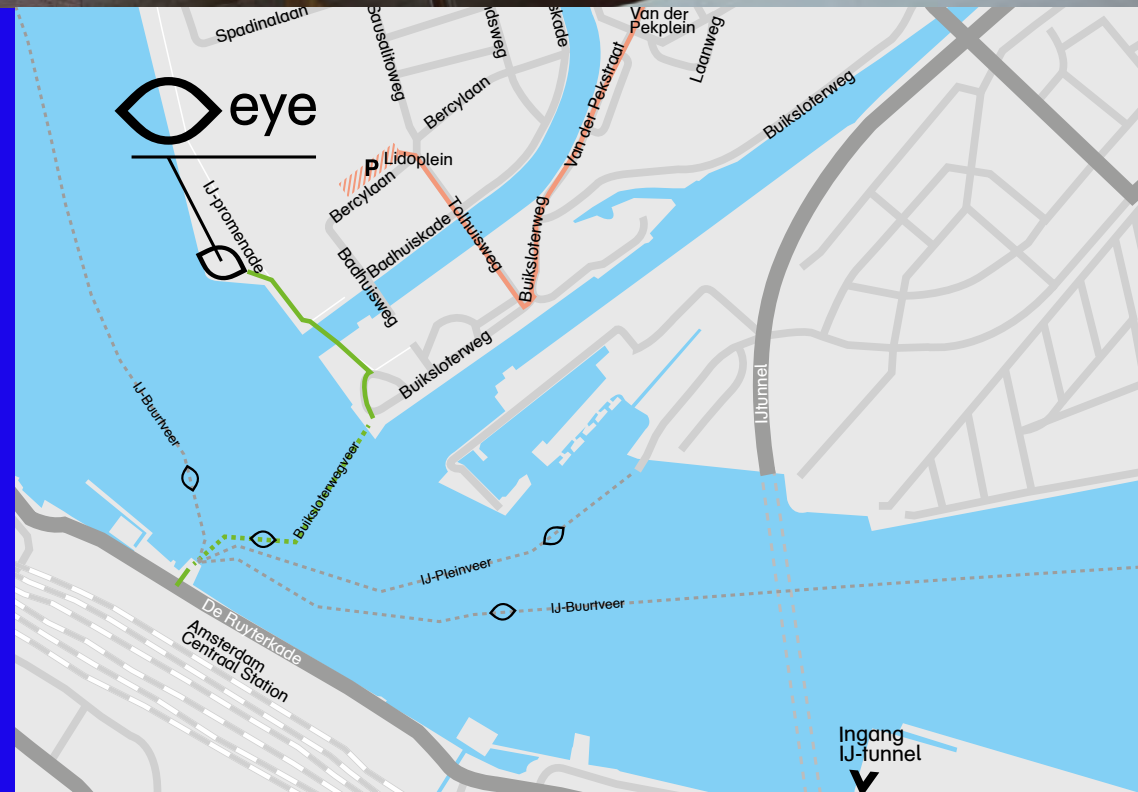 Spadinalaan
Sausalitoweg
dsweg
skade
Van der
Pekplein
Laanweg
eye
Bercylaan
Van der Pekstraat
Buiksloterweg
P
Lidoplein
Bercylaan
IJ-promenade
Tolhuisweg
Badhuiskade
Buiksloterweg
Badhuisweg
Buiksloterweg
IJtunnel
IJ-Buurtveer
Buiksloterwegveer
IJ-Pleinveer
IJ-Buurtveer
De Ruyterkade
Amsterdam
Centraal Station
Ingang
IJ-tunnel